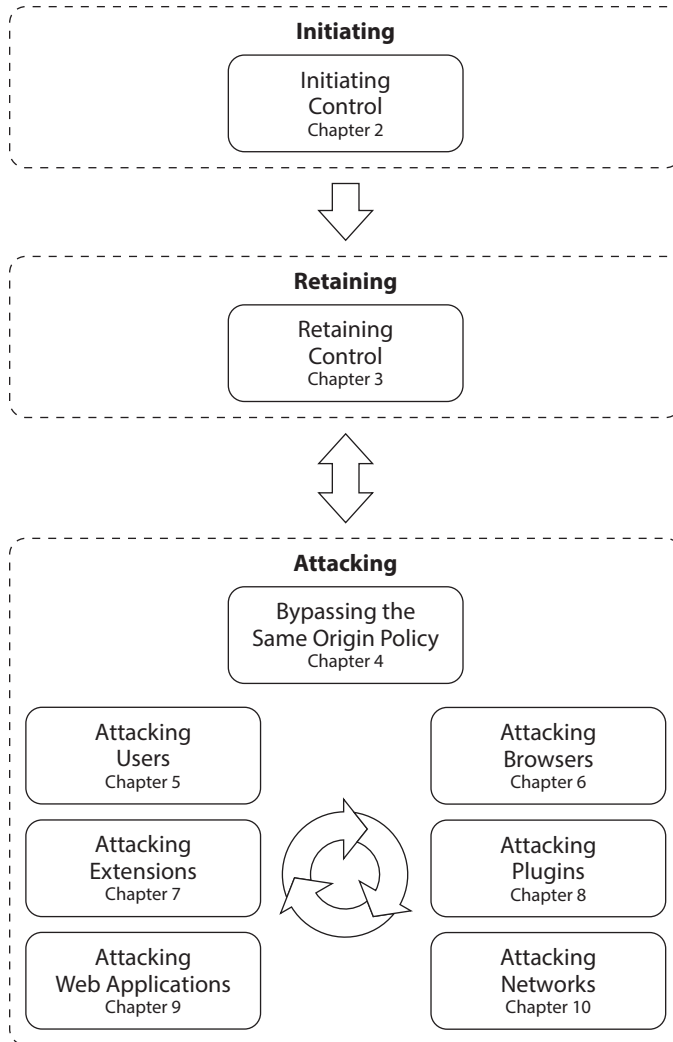 Initiating
Initiating
Control
Chapter 2
Retaining
Retaining
Control
Chapter 3
Attacking
Bypassing the
Same Origin Policy
Chapter 4
Attacking
Users
Chapter 5
Attacking
Browsers
Chapter 6
Attacking
Extensions
Chapter 7
Attacking
Plugins
Chapter 8
Attacking
Web Applications
Chapter 9
Attacking
Networks
Chapter 10